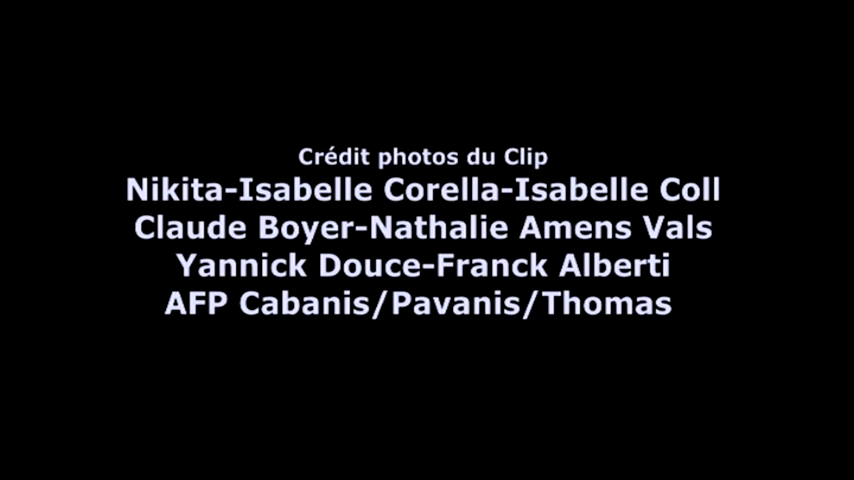 Crédit photos du Clip
Nikita-Isabelle Corella-Isabelle Coll
Claude Boyer-Nathalie Amens Vals
Yannick Douce-Franck Alberti
AFP Cabanis/Pavanis/Thomas